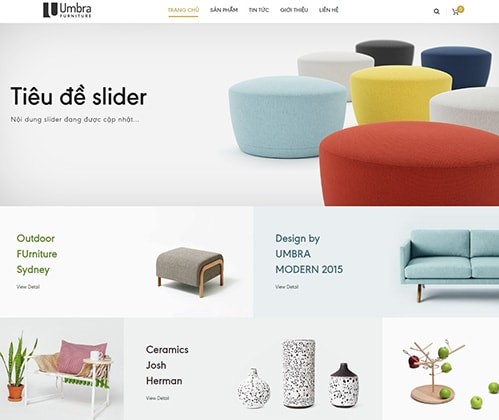 Umbra
FURNITURE
TRANG CHỦ
SẢN PHẨM
TIN TỨC
GIỚI THIỆU
LIÊN HỆ
0
Tiêu đề slider
Nội dung slider đang được cập nhật...
Outdoor
FUrniture
Sydney
View Detail
Design by
UMBRA
MODERN 2015
View Detail
Ceramics
Josh
Herman
View Detail